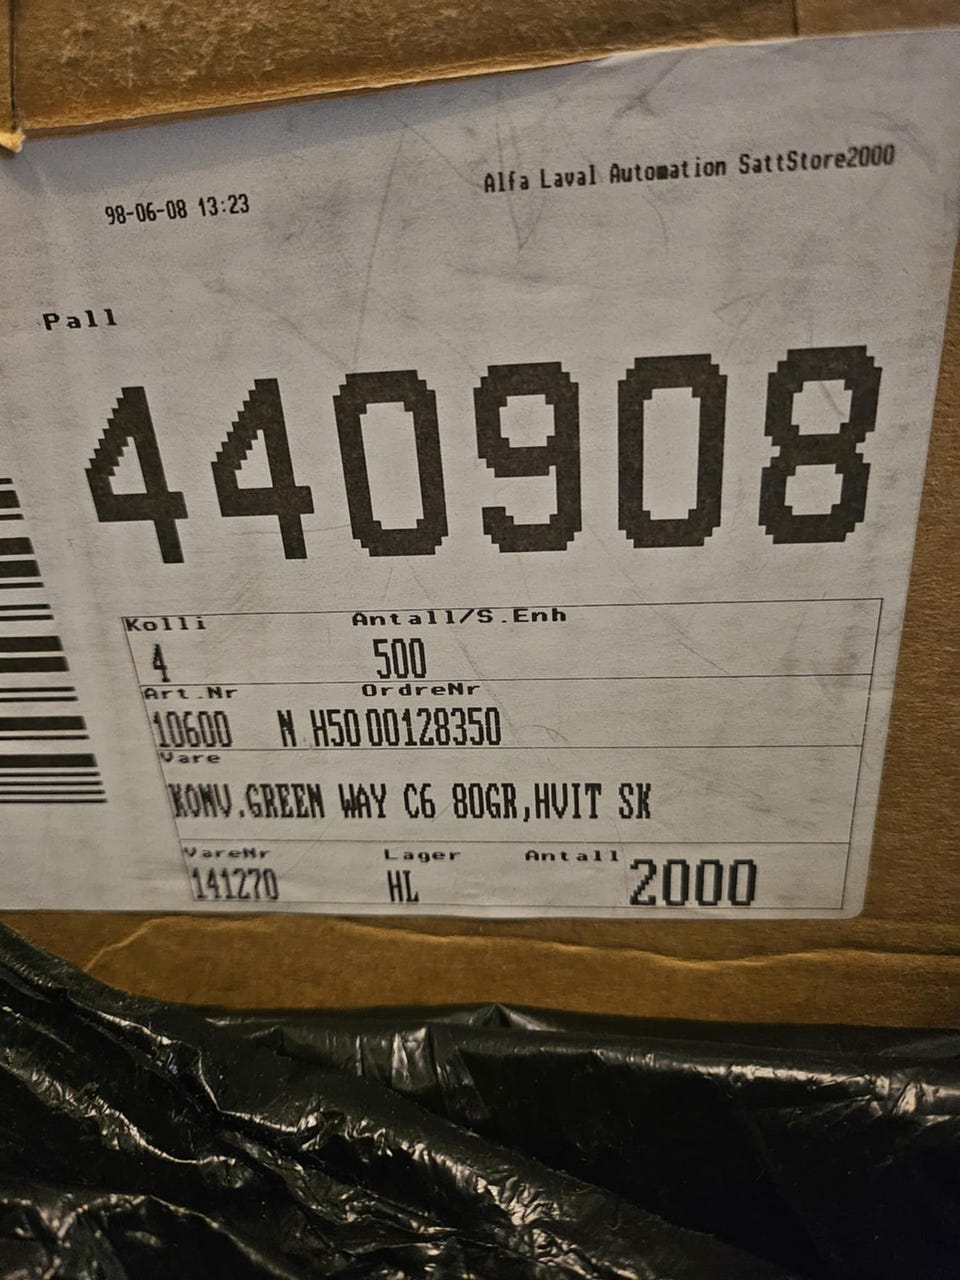 98-06-08 13:23
Alfa Laval Automation SattStore2000
Pall
440908
Kolli Antall/S.Enh
4 500
Art.Nr OrdreNr
10600 N H50 00128350
Vare
KONV.GREEN WAY C6 80GR,HVIT SK
VareNr Lager Antall
141270 HL 2000